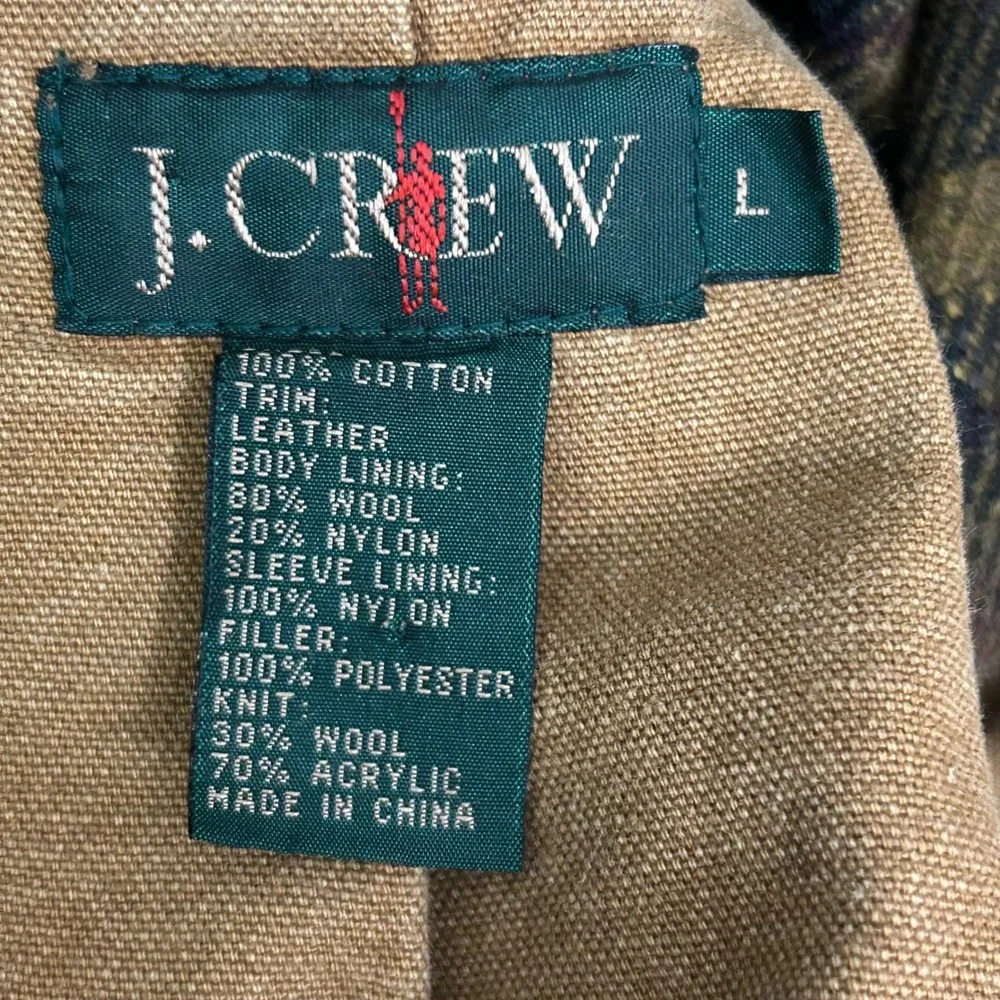 J.CREW
L
100% COTTON
TRIM:
LEATHER
BODY LINING:
80% WOOL
20% NYLON
SLEEVE LINING:
100% NYLON
FILLER:
100% POLYESTER
KNIT:
30% WOOL
70% ACRYLIC
MADE IN CHINA